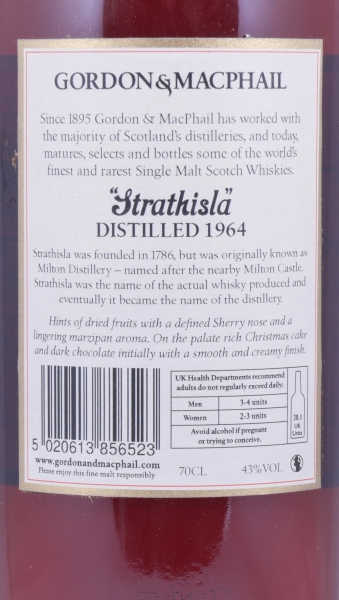 GORDON & MACPHAIL
Since 1895 Gordon & MacPhail has worked with
the majority of Scotland's distilleries, and today,
matures, selects and bottles some of the world's
finest and rarest Single Malt Scotch Whiskies.
"Strathisla"
DISTILLED 1964
Strathisla was founded in 1786, but was originally known as
Milton Distillery – named after the nearby Milton Castle.
Strathisla was the name of the actual whisky produced and
eventually it became the name of the distillery.
Hints of dried fruits with a defined Sherry nose and a
lingering marzipan aroma. On the palate rich Christmas cake
and dark chocolate initially with a smooth and creamy finish.
UK Health Departments recommend
adults do not regularly exceed daily:
Men 3-4 units
Women 2-3 units
Avoid alcohol if pregnant
or trying to conceive.
UK
Units
5 020613 856523
www.gordonandmacphail.com
Please enjoy this fine malt responsibly
70CL 43%VOL